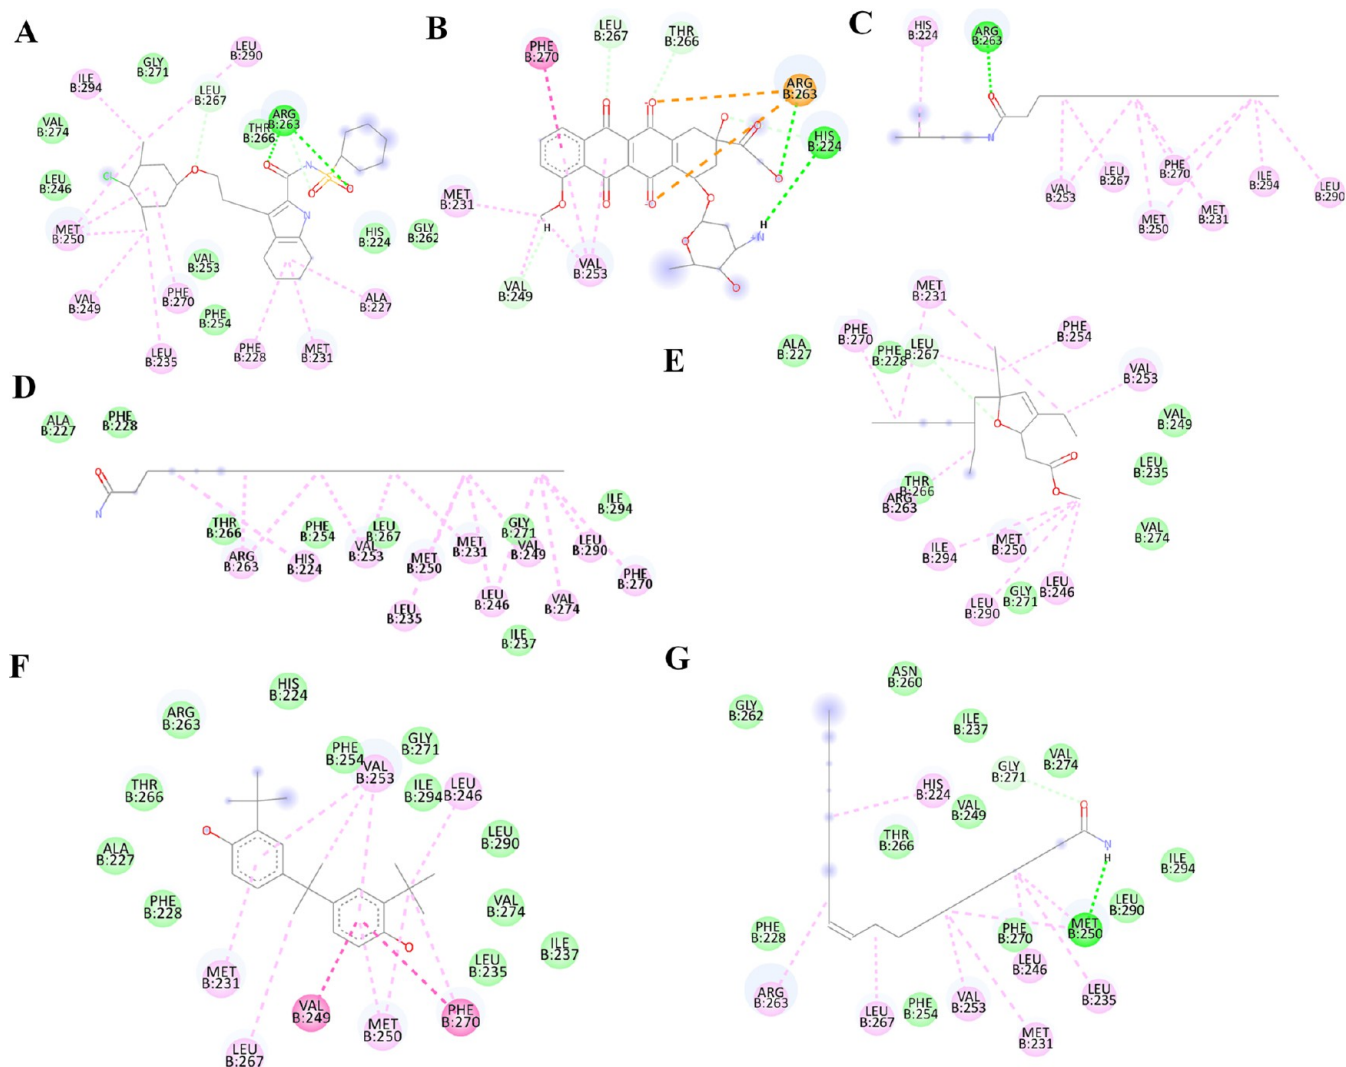 A
LEU
B:290
GLY
B:271
ILE
B:294
LEU
B:267
VAL
B:274
THR
B:266
ARG
B:263
LEU
B:246
MET
B:250
HIS
B:224
GLY
B:262
VAL
B:253
VAL
B:249
PHE
B:270
PHE
B:254
ALA
B:227
LEU
B:235
PHE
B:228
MET
B:231
N
O
O
O
O
S
N
B
PHE
B:270
LEU
B:267
THR
B:266
ARG
B:263
HIS
B:224
MET
B:231
VAL
B:249
VAL
B:253
H
H
N
O
O
O
O
O
O
O
O
O
C
HIS
B:224
ARG
B:263
O
N
VAL
B:253
LEU
B:267
PHE
B:270
MET
B:250
MET
B:231
ILE
B:294
LEU
B:290
D
ALA
B:227
PHE
B:228
O
N
THR
B:266
ARG
B:263
HIS
B:224
PHE
B:254
VAL
B:253
LEU
B:267
MET
B:250
LEU
B:235
MET
B:231
LEU
B:246
GLY
B:271
VAL
B:249
VAL
B:274
ILE
B:237
LEU
B:290
ILE
B:294
PHE
B:270
E
MET
B:231
ALA
B:227
PHE
B:270
PHE
B:228
LEU
B:267
PHE
B:254
VAL
B:253
VAL
B:249
LEU
B:235
VAL
B:274
THR
B:266
ARG
B:263
ILE
B:294
MET
B:250
LEU
B:290
GLY
B:271
LEU
B:246
O
O
O
F
HIS
B:224
ARG
B:263
PHE
B:254
VAL
B:253
GLY
B:271
ILE
B:294
LEU
B:246
THR
B:266
ALA
B:227
PHE
B:228
LEU
B:290
VAL
B:274
ILE
B:237
LEU
B:235
MET
B:231
LEU
B:267
VAL
B:249
MET
B:250
PHE
B:270
O
O
G
ASN
B:260
GLY
B:262
ILE
B:237
GLY
B:271
VAL
B:274
HIS
B:224
VAL
B:249
THR
B:266
O
N
H
ILE
B:294
LEU
B:290
MET
B:250
PHE
B:270
LEU
B:246
LEU
B:235
PHE
B:228
ARG
B:263
LEU
B:267
PHE
B:254
VAL
B:253
MET
B:231